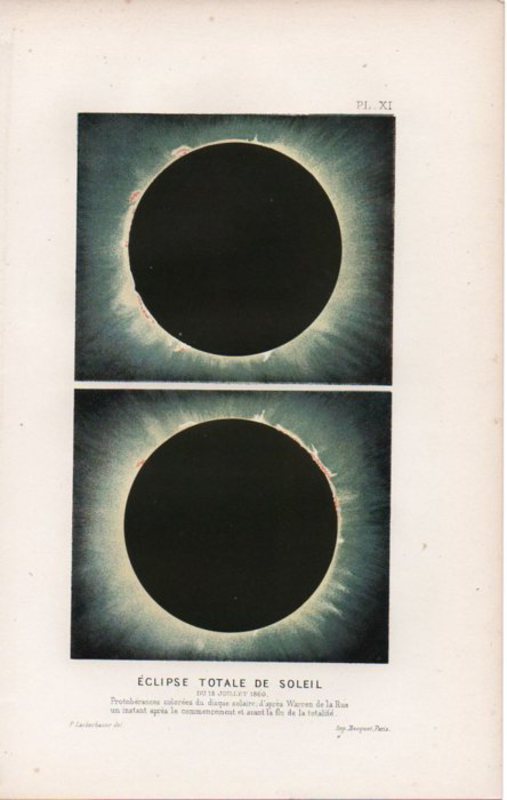 PL. XI
ÉCLIPSE TOTALE DE SOLEIL
DU 18 JUILLET 1860.
Protubérances colorées du disque solaire, d'après Warren de la Rue
un instant après le commencement et avant la fin de la totalité
P. Lackerbauer del.
Imp. Becquet, Paris.